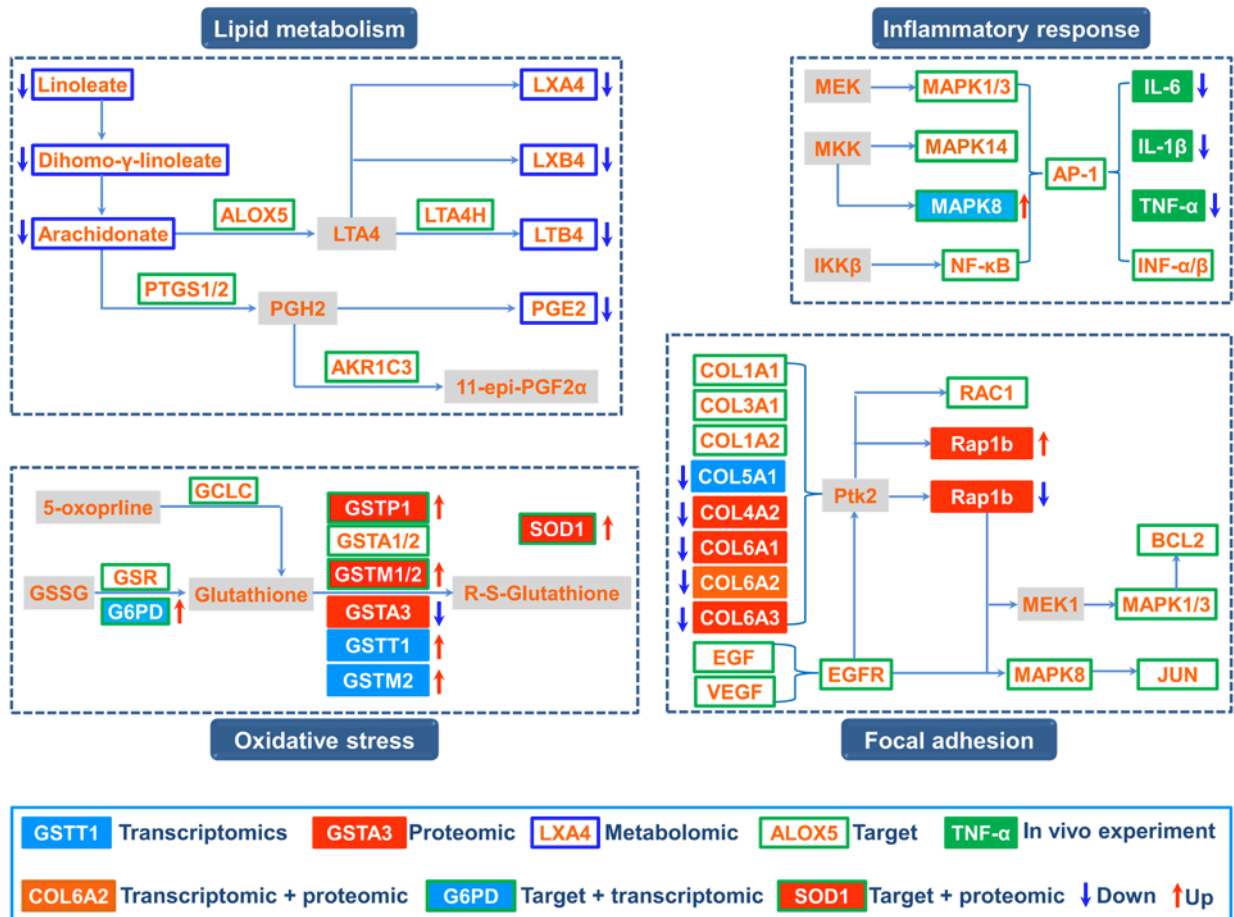 Lipid metabolism
Linoleate
Dihomo-γ-linoleate
Arachidonate
ALOX5
LTA4
LTA4H
LXA4
LXB4
LTB4
PTGS1/2
PGH2
PGE2
AKR1C3
11-epi-PGF2α
Inflammatory response
MEK
MAPK1/3
MKK
MAPK14
MAPK8
IKKβ
NF-κB
AP-1
IL-6
IL-1β
TNF-α
INF-α/β
5-oxoprline
GCLC
GSSG
GSR
G6PD
Glutathione
GSTP1
GSTA1/2
GSTM1/2
GSTA3
GSTT1
GSTM2
SOD1
R-S-Glutathione
Oxidative stress
COL1A1
COL3A1
COL1A2
COL5A1
COL4A2
COL6A1
COL6A2
COL6A3
EGF
VEGF
Ptk2
EGFR
RAC1
Rap1b
Rap1b
MEK1
BCL2
MAPK1/3
MAPK8
JUN
Focal adhesion
GSTT1 Transcriptomics GSTA3 Proteomic LXA4 Metabolomic ALOX5 Target TNF-α In vivo experiment
COL6A2 Transcriptomic + proteomic G6PD Target + transcriptomic SOD1 Target + proteomic Down Up